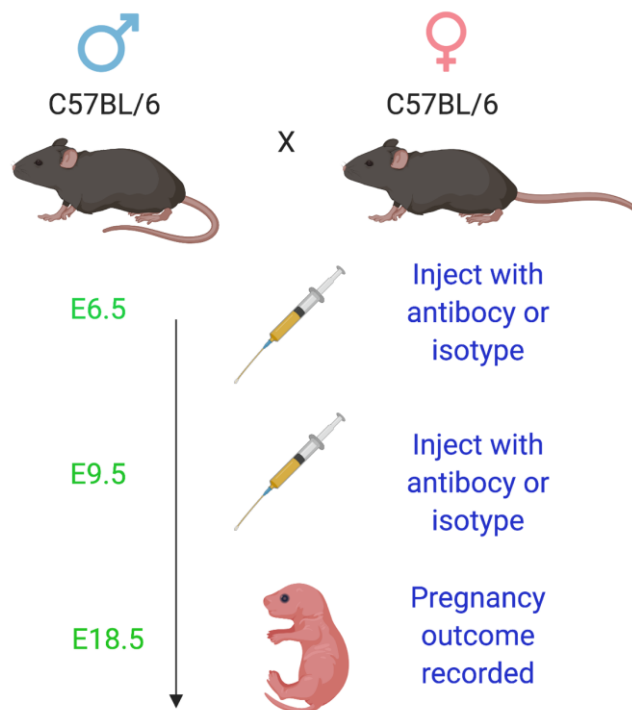 C57BL/6
C57BL/6
X
E6.5
Inject with
antibocy or
isotype
E9.5
Inject with
antibocy or
isotype
E18.5
Pregnancy
outcome
recorded